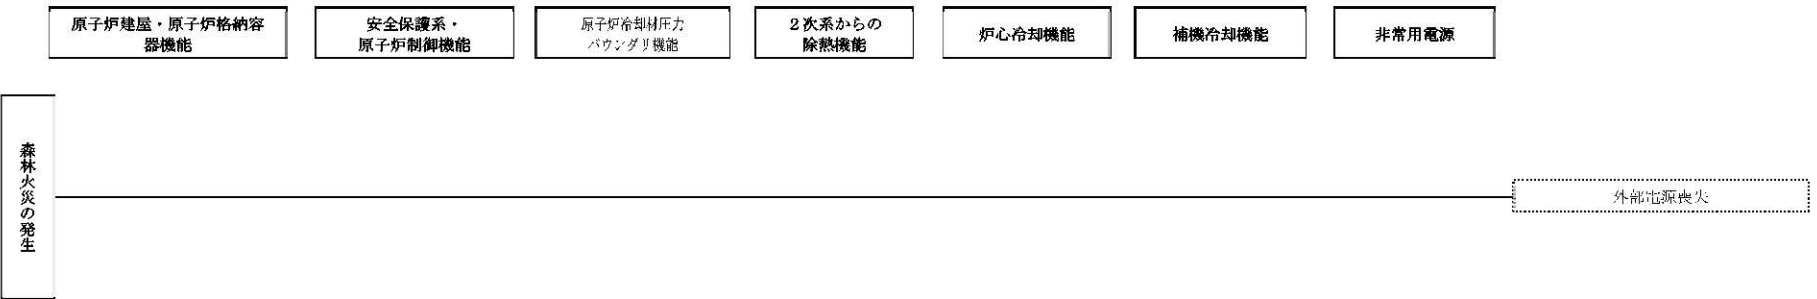 原子炉建屋・原子炉格納容
器機能
安全保護系・
原子炉制御機能
原子炉冷却材圧力
バウンダリ機能
２次系からの
除熱機能
炉心冷却機能
補機冷却機能
非常用電源
森林火災の発生
外部電源喪失